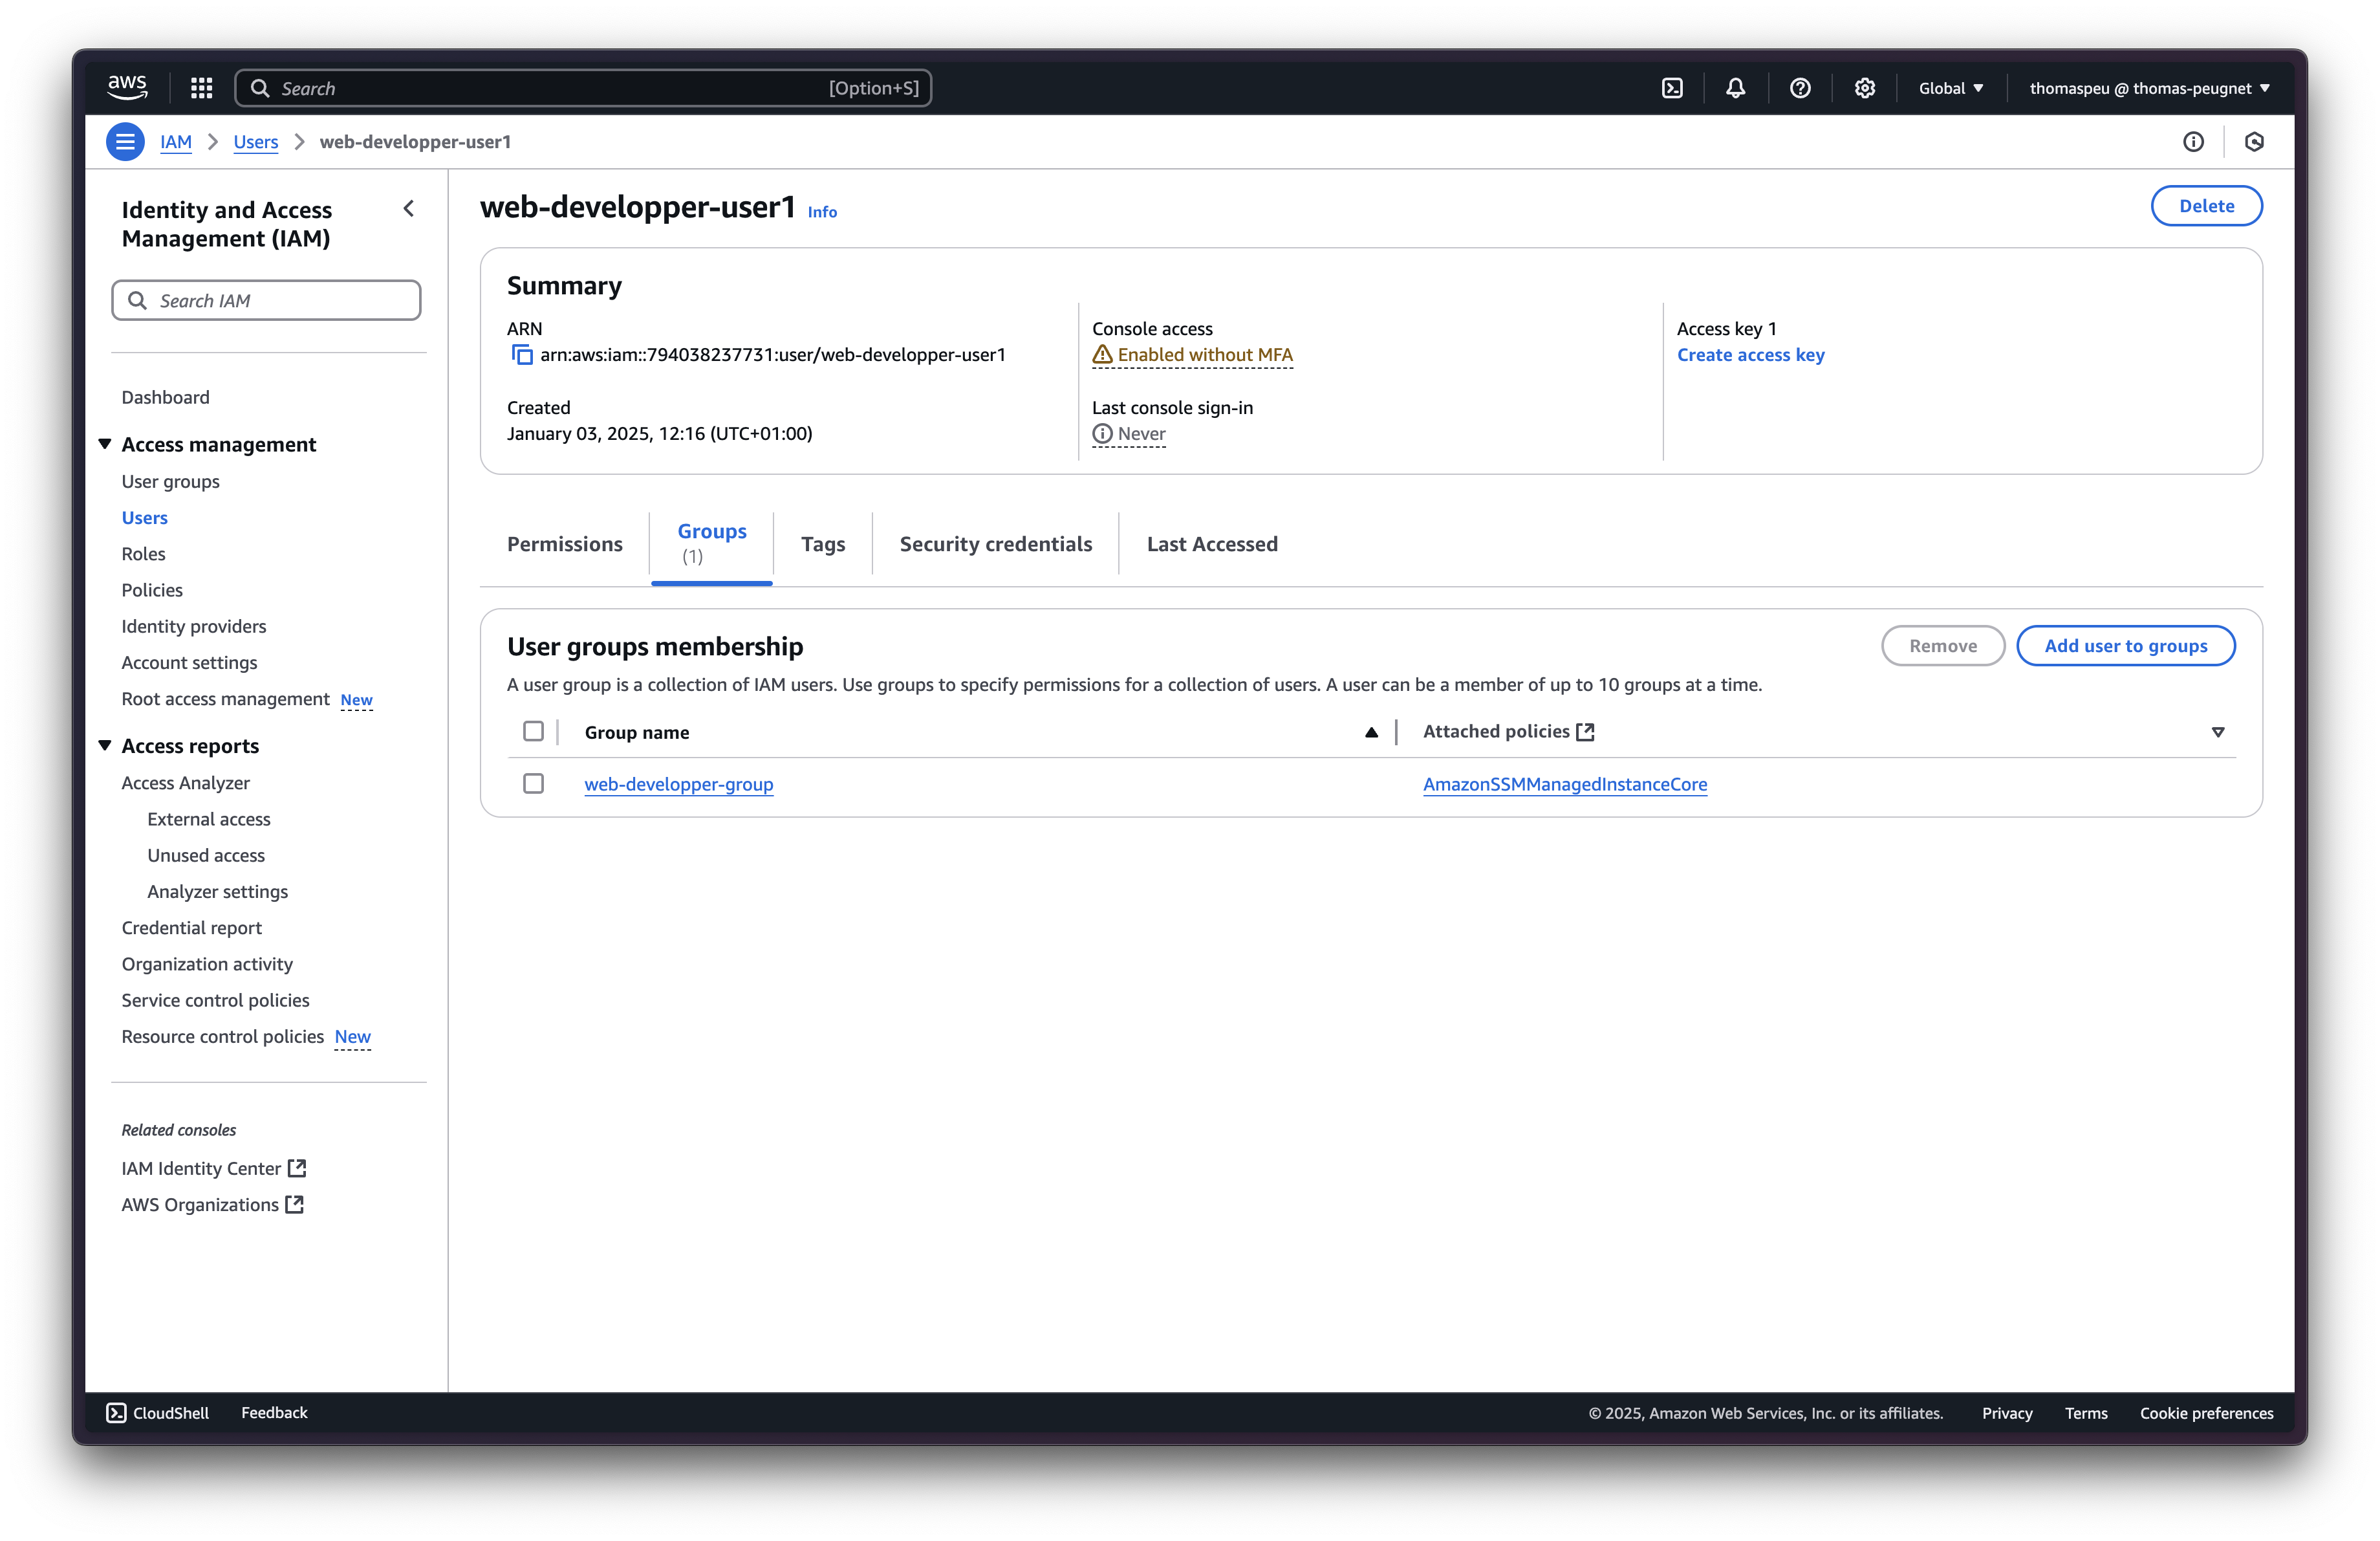 aws
Search
[Option+S]
Global
thomaspeu @ thomas-peugnet
IAM
Users
web-developper-user1
Identity and Access
Management (IAM)
Search IAM
Dashboard
Access management
User groups
Users
Roles
Policies
Identity providers
Account settings
Root access management New
Access reports
Access Analyzer
External access
Unused access
Analyzer settings
Credential report
Organization activity
Service control policies
Resource control policies New
Related consoles
IAM Identity Center
AWS Organizations
web-developper-user1 Info
Delete
Summary
ARN
arn:aws:iam::794038237731:user/web-developper-user1
Created
January 03, 2025, 12:16 (UTC+01:00)
Console access
Enabled without MFA
Last console sign-in
Never
Access key 1
Create access key
Permissions
Groups
(1)
Tags
Security credentials
Last Accessed
User groups membership
Remove
Add user to groups
A user group is a collection of IAM users. Use groups to specify permissions for a collection of users. A user can be a member of up to 10 groups at a time.
Group name
Attached policies
web-developper-group
AmazonSSMManagedInstanceCore
CloudShell
Feedback
© 2025, Amazon Web Services, Inc. or its affiliates.
Privacy
Terms
Cookie preferences